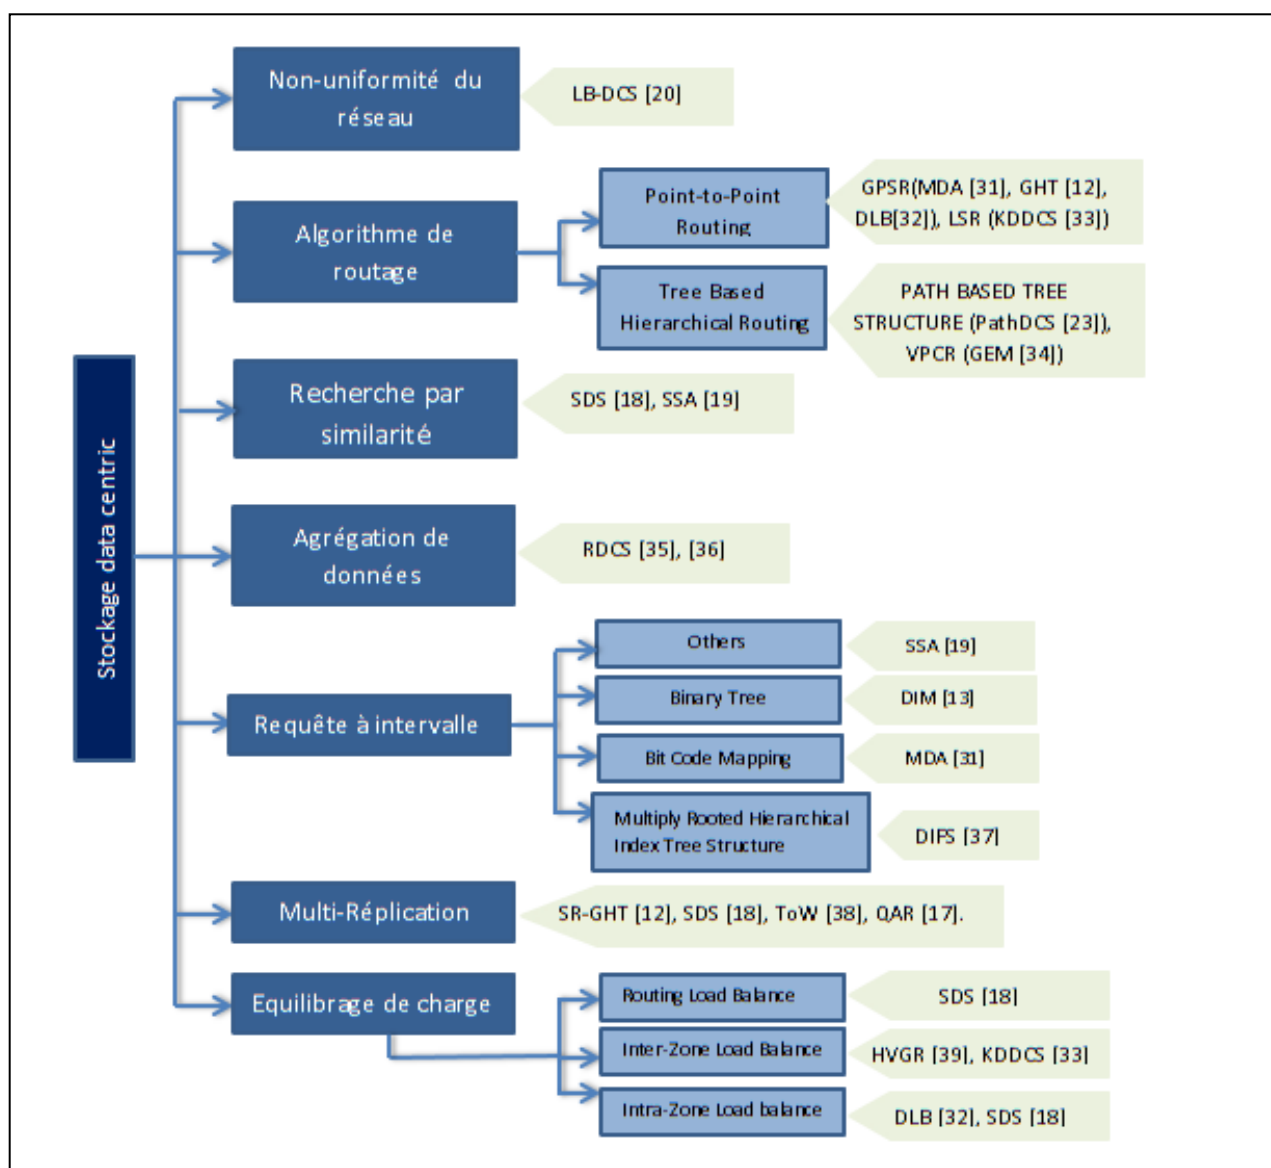 Stockage data centric
Non-uniformité du
réseau
LB-DCS [20]
Algorithme de
routage
Point-to-Point
Routing
GPSR(MDA [31], GHT [12],
DLB[32]), LSR (KDDCS [33])
Tree Based
Hierarchical Routing
PATH BASED TREE
STRUCTURE (PathDCS [23]),
VPCR (GEM [34])
Recherche par
similarité
SDS [18], SSA [19]
Agrégation de
données
RDCS [35], [36]
Requête à intervalle
Others
SSA [19]
Binary Tree
DIM [13]
Bit Code Mapping
MDA [31]
Multiply Rooted Hierarchical
Index Tree Structure
DIFS [37]
Multi-Réplication
SR-GHT [12], SDS [18], ToW [38], QAR [17].
Equilibrage de charge
Routing Load Balance
SDS [18]
Inter-Zone Load Balance
HVGR [39], KDDCS [33]
Intra-Zone Load balance
DLB [32], SDS [18]